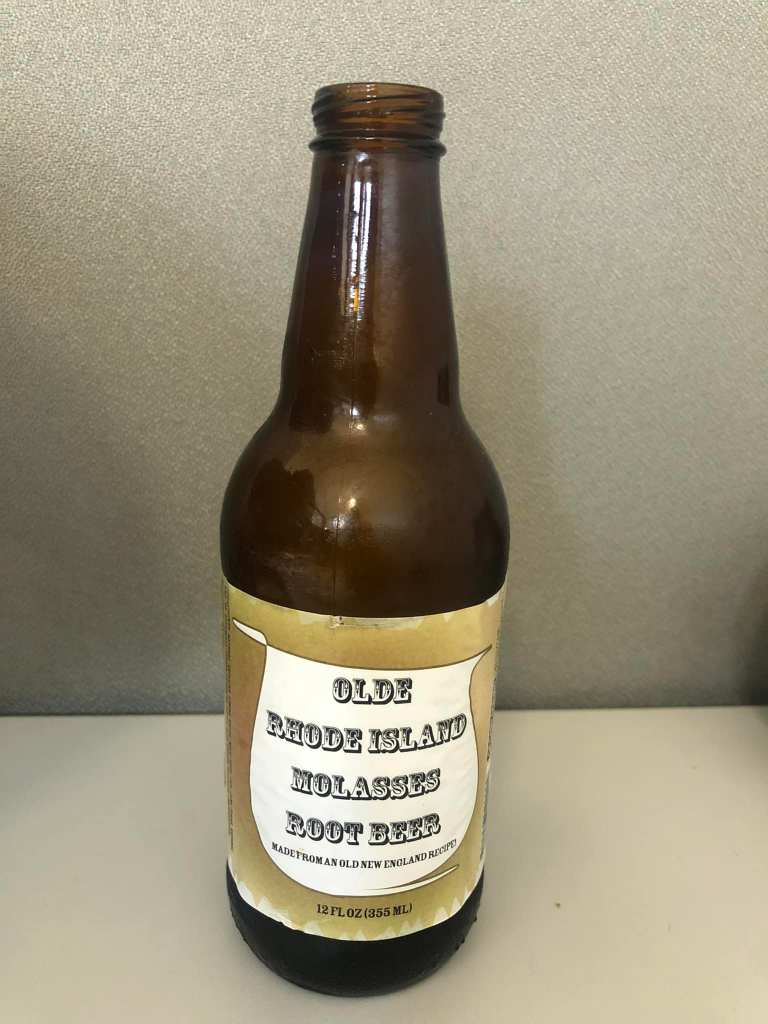 OLDE
RHODE ISLAND
MOLASSES
ROOT BEER
MADE FROM AN OLD NEW ENGLAND RECIPE!
12 FL OZ (355 ML)